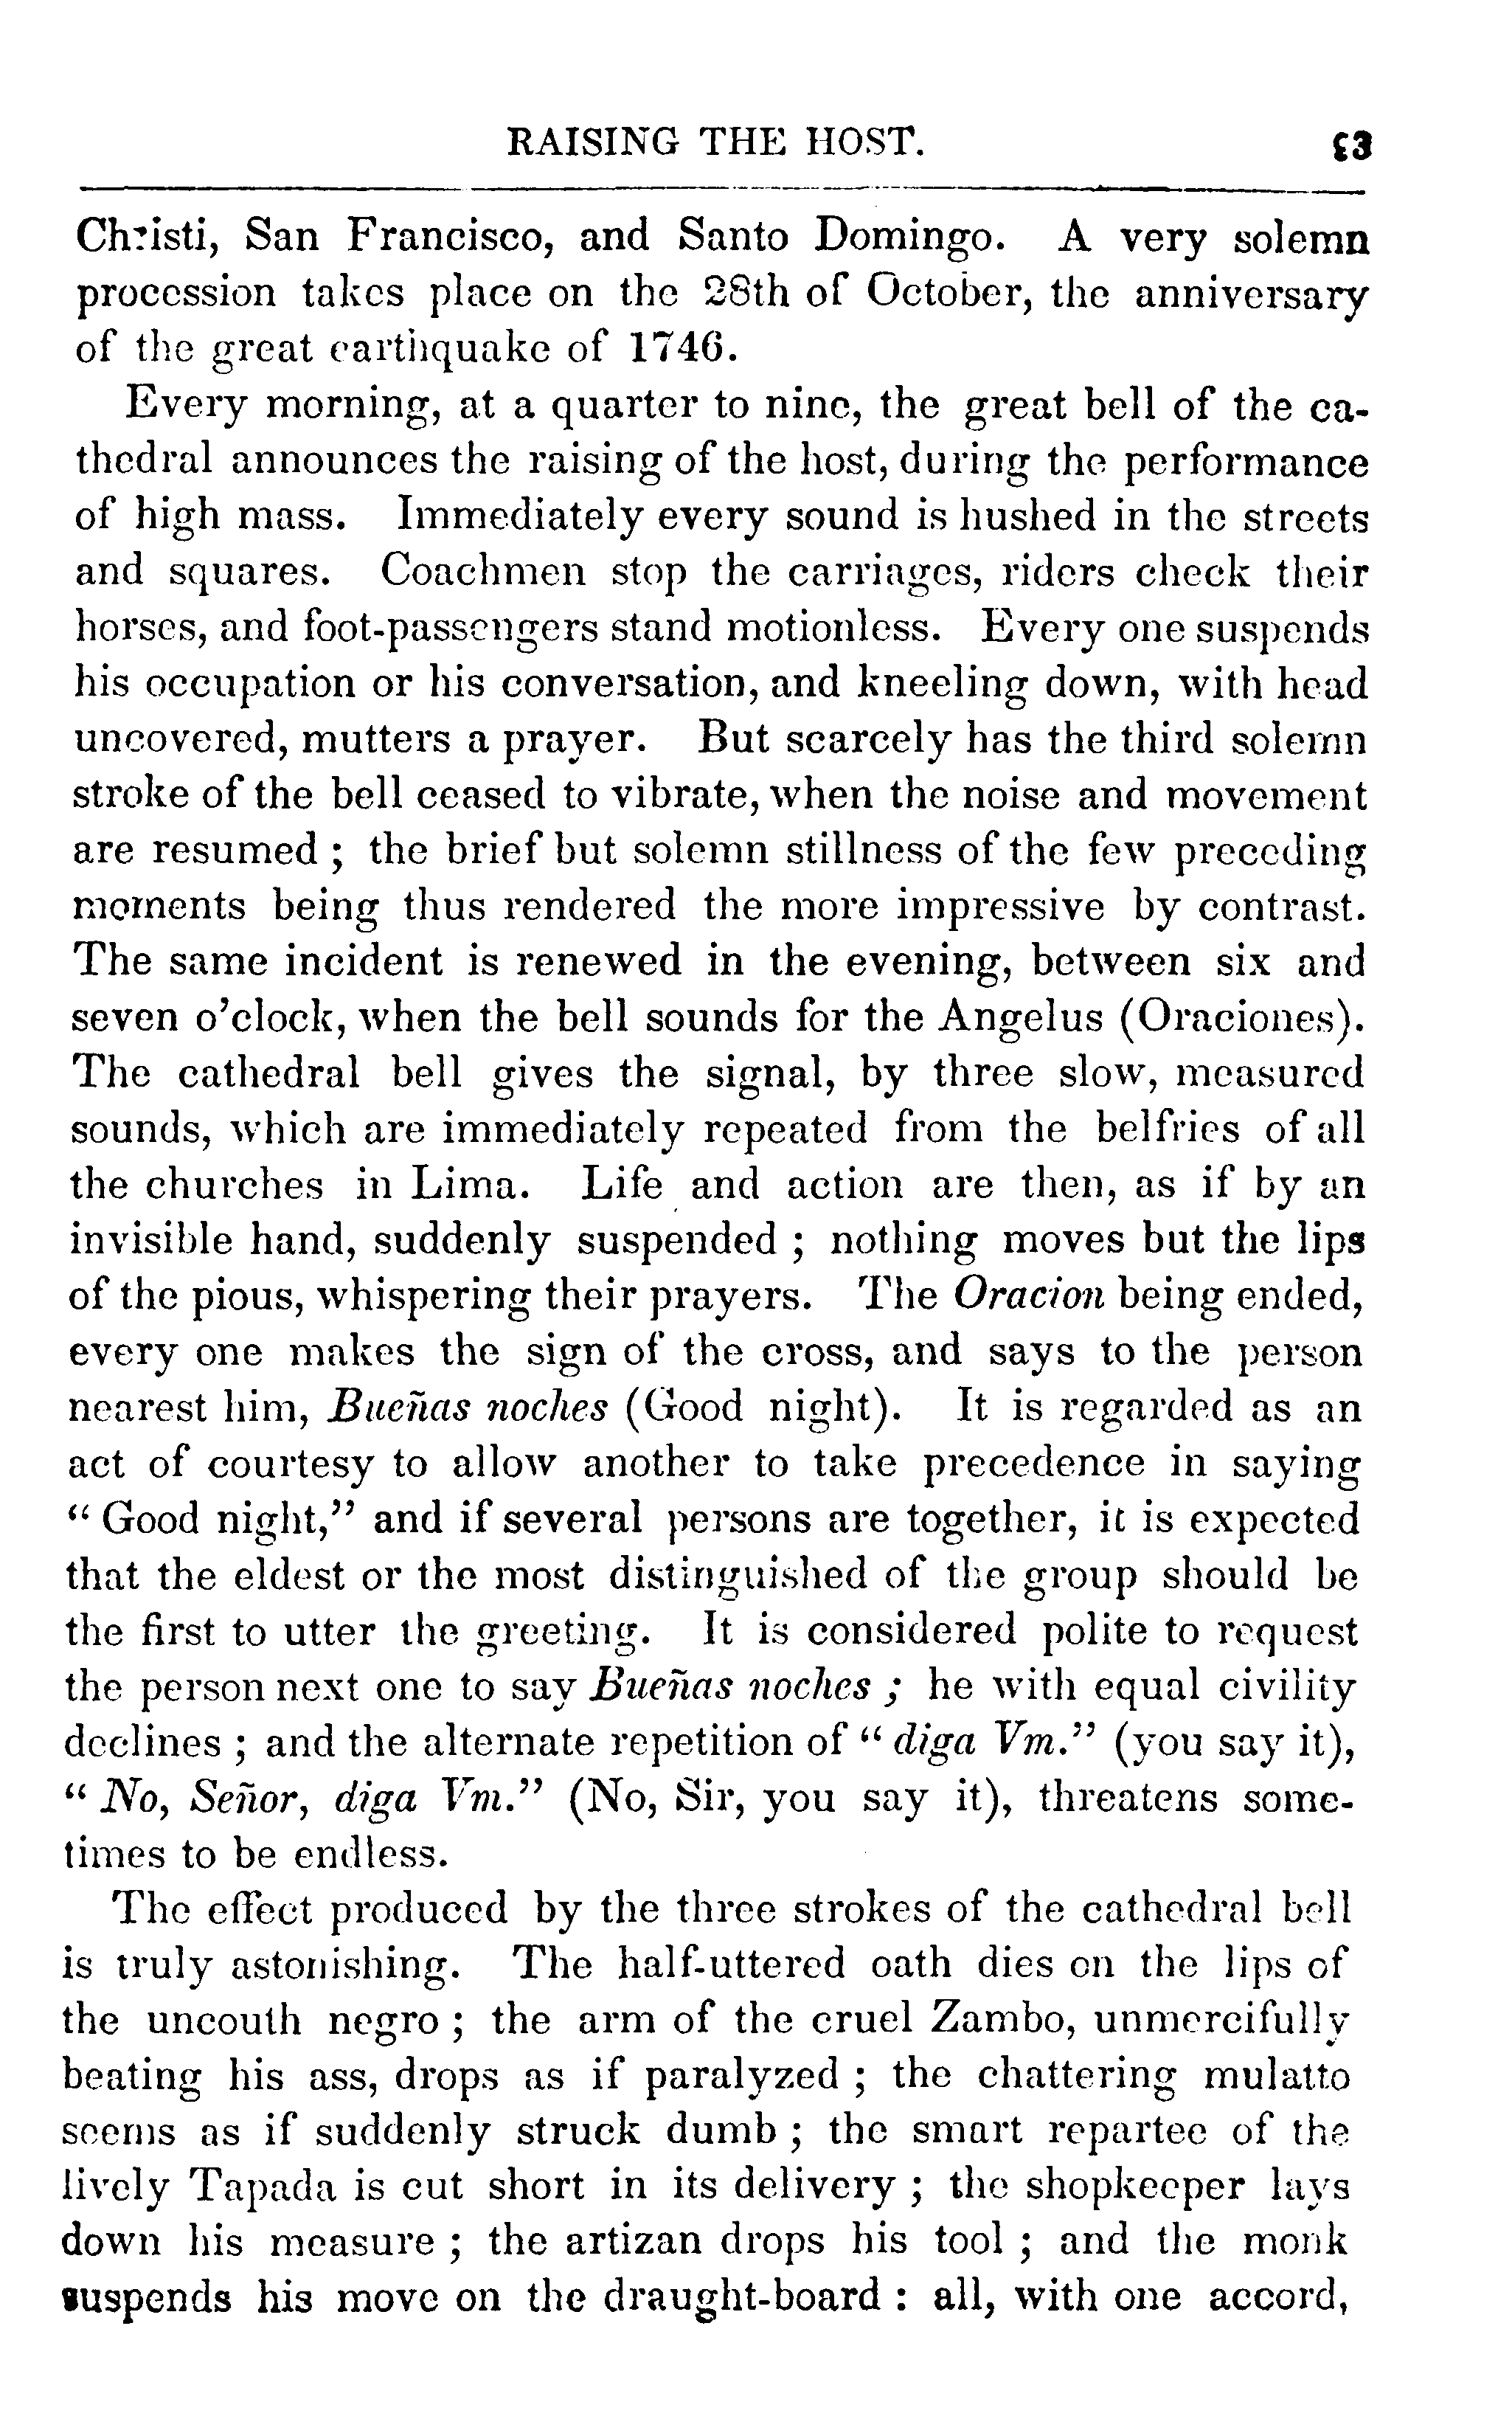 RAISING THE HOST. 63
Christi, San Francisco, and Santo Domingo. A very solemn
procession takes place on the 28th of October, the anniversary
of the great earthquake of 1746.
Every morning, at a quarter to nine, the great bell of the ca-
thedral announces the raising of the host, during the performance
of high mass. Immediately every sound is hushed in the streets
and squares. Coachmen stop the carriages, riders check their
horses, and foot-passengers stand motionless. Every one suspends
his occupation or his conversation, and kneeling down, with head
uncovered, mutters a prayer. But scarcely has the third solemn
stroke of the bell ceased to vibrate, when the noise and movement
are resumed ; the brief but solemn stillness of the few preceding
moments being thus rendered the more impressive by contrast.
The same incident is renewed in the evening, between six and
seven o'clock, when the bell sounds for the Angelus (Oraciones).
The cathedral bell gives the signal, by three slow, measured
sounds, which are immediately repeated from the belfries of all
the churches in Lima. Life and action are then, as if by an
invisible hand, suddenly suspended ; nothing moves but the lips
of the pious, whispering their prayers. The Oracion being ended,
every one makes the sign of the cross, and says to the person
nearest him, Bueñas noches (Good night). It is regarded as an
act of courtesy to allow another to take precedence in saying
“ Good night,” and if several persons are together, it is expected
that the eldest or the most distinguished of the group should be
the first to utter the greeting. It is considered polite to request
the person next one to say Bueñas noches ; he with equal civility
declines ; and the alternate repetition of “ diga Vm.” (you say it),
“ No, Señor, diga Vm.” (No, Sir, you say it), threatens some-
times to be endless.
The effect produced by the three strokes of the cathedral bell
is truly astonishing. The half-uttered oath dies on the lips of
the uncouth negro ; the arm of the cruel Zambo, unmercifully
beating his ass, drops as if paralyzed ; the chattering mulatto
seems as if suddenly struck dumb ; the smart repartee of the
lively Tapada is cut short in its delivery ; the shopkeeper lays
down his measure ; the artizan drops his tool ; and the monk
suspends his move on the draught-board : all, with one accord,